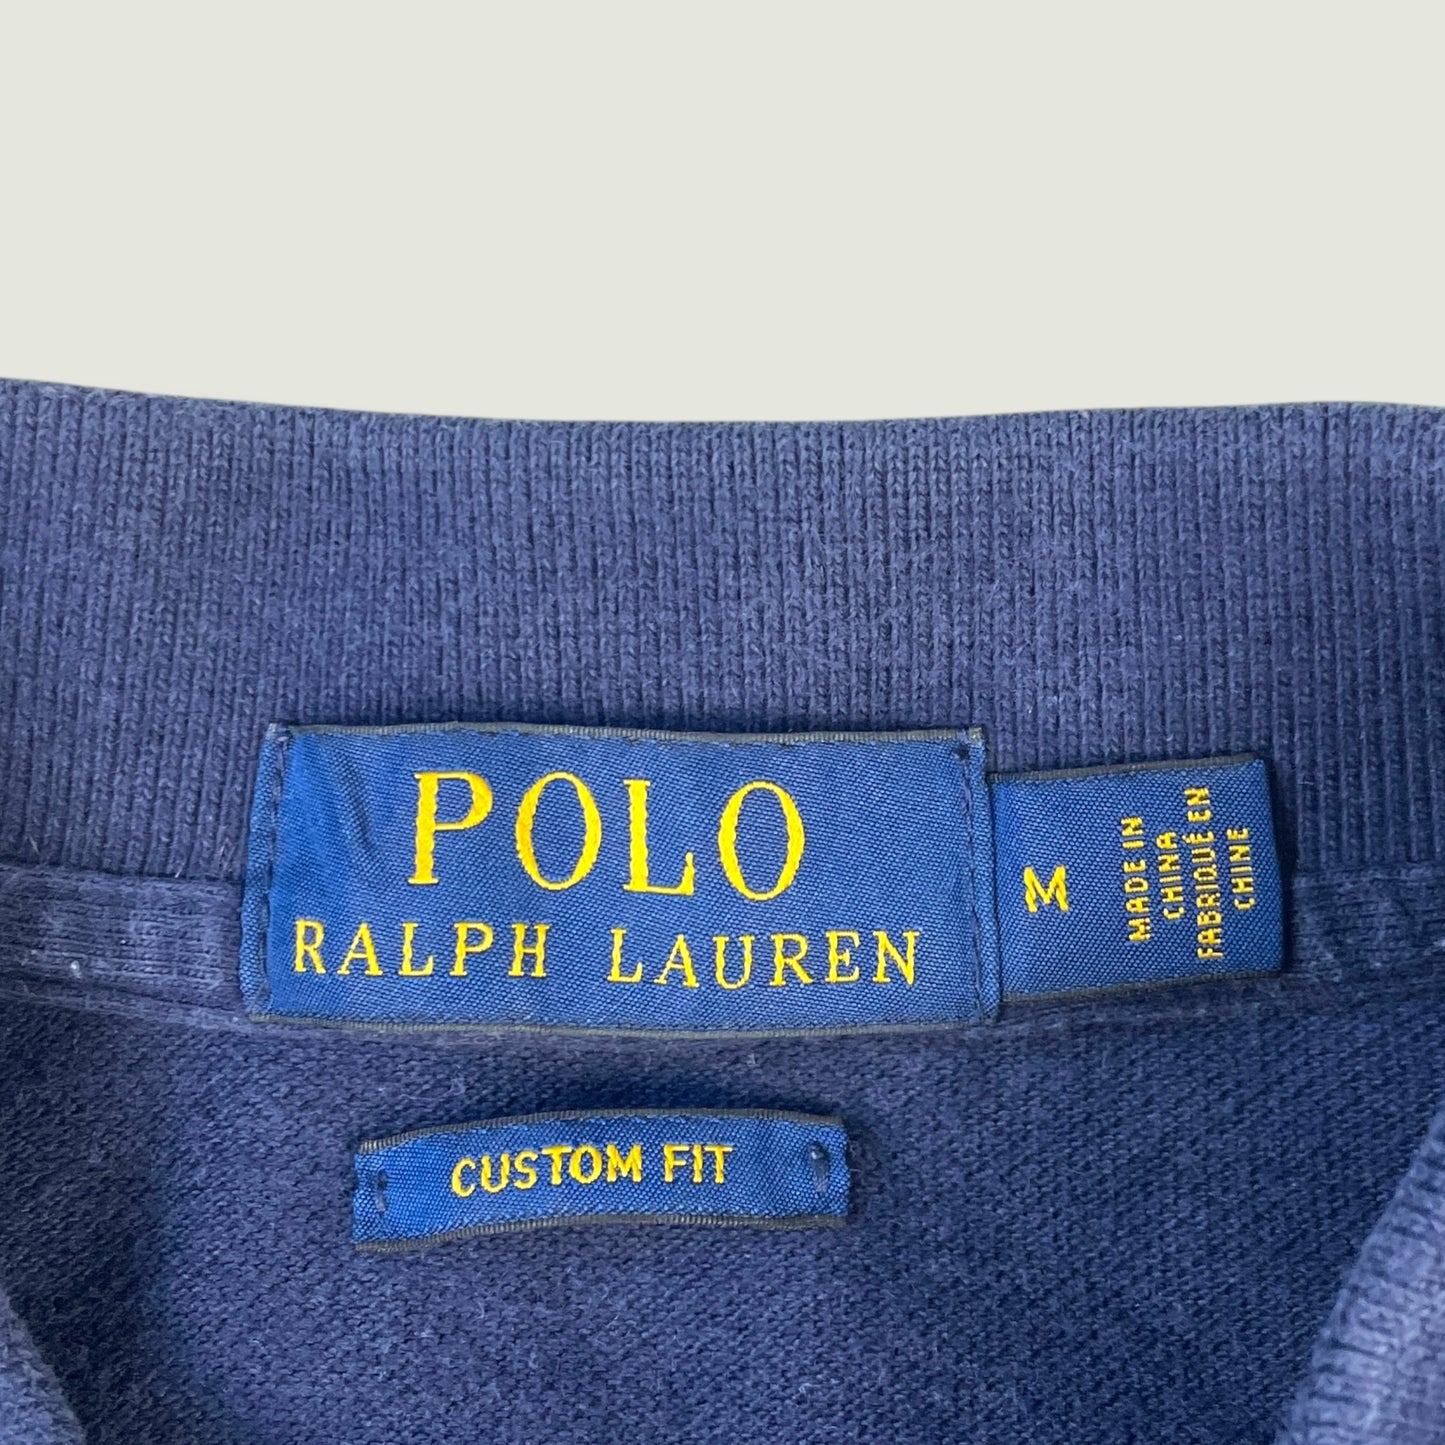 POLO
RALPH LAUREN
M
MADE IN
CHINA
FABRIQUÉ EN
CHINE
CUSTOM FIT